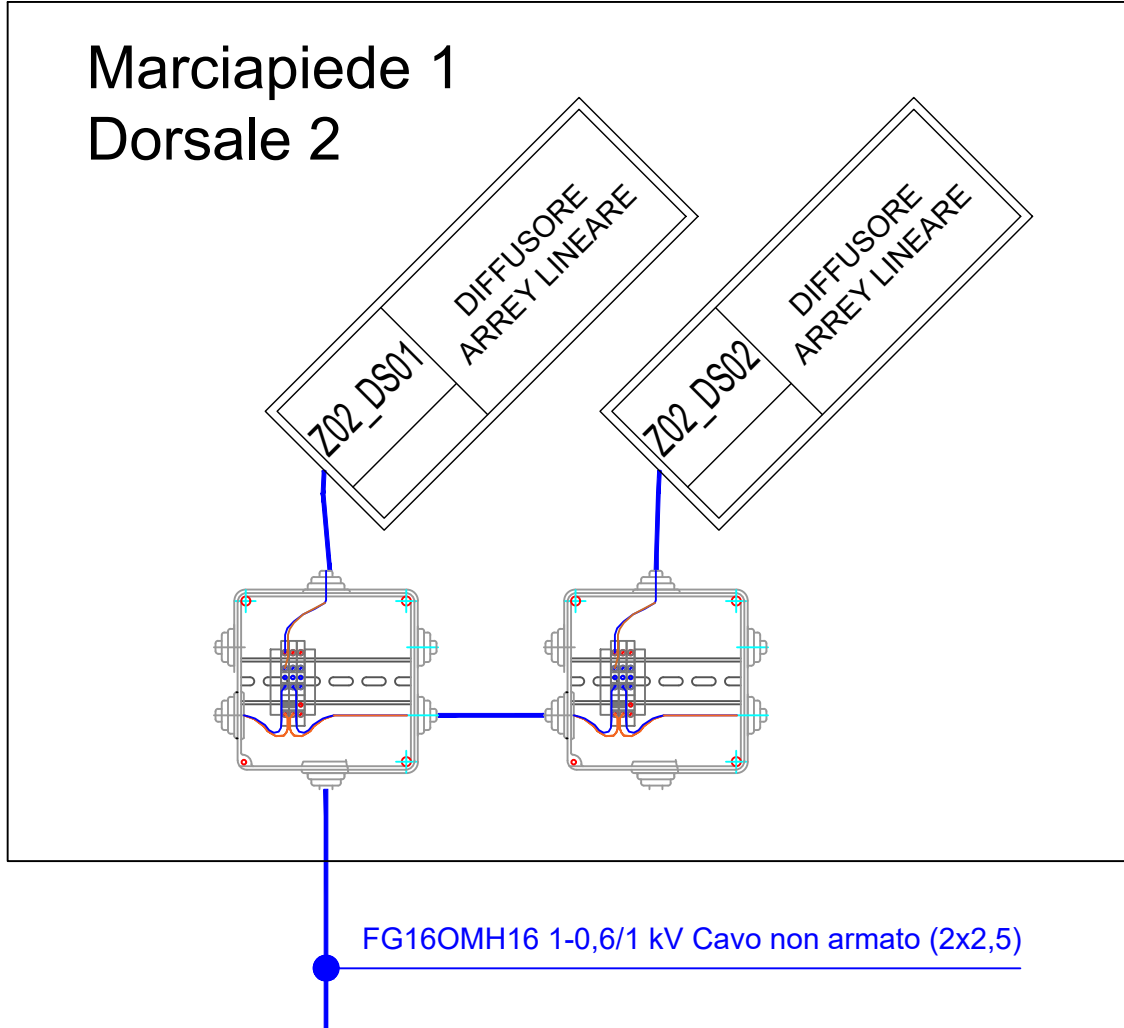 Marciapiede 1
Dorsale 2
DIFFUSORE
ARREY LINEARE
Z02_DS01
DIFFUSORE
ARREY LINEARE
Z02_DS02
FG16OMH16 1-0,6/1 kV Cavo non armato (2x2,5)